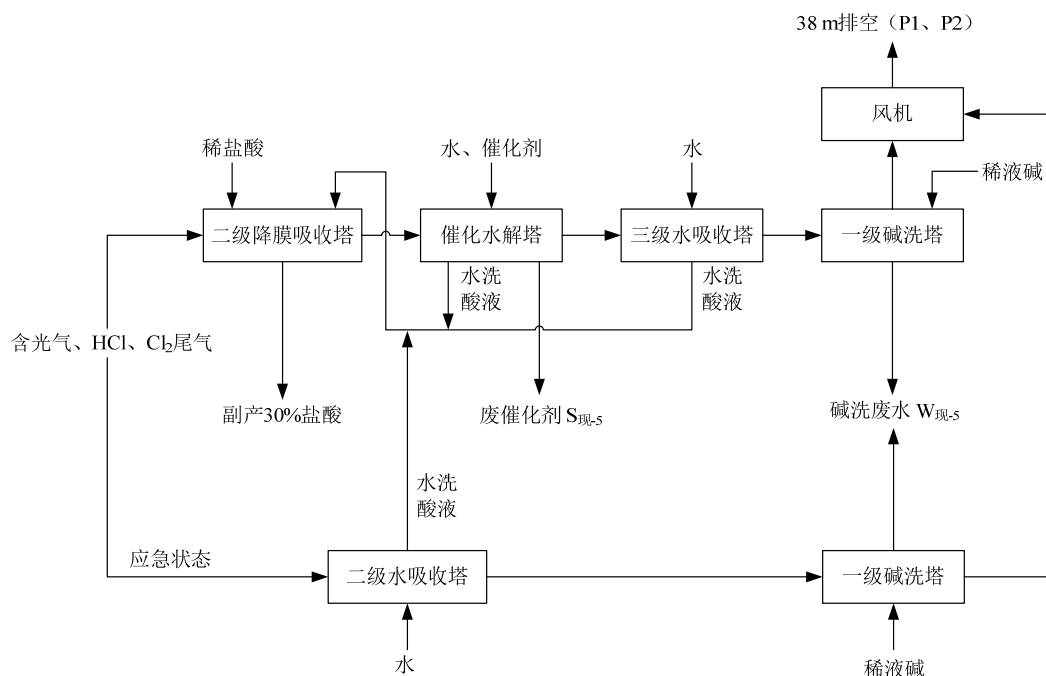 38 m排空（P1、P2）
风机
稀盐酸
水、催化剂
水
稀液碱
二级降膜吸收塔
催化水解塔
三级水吸收塔
一级碱洗塔
水洗
酸液
水洗
酸液
含光气、HCl、Cl₂尾气
副产30%盐酸
废催化剂 S现-5
碱洗废水 W现-5
水洗
酸液
应急状态
二级水吸收塔
一级碱洗塔
水
稀液碱